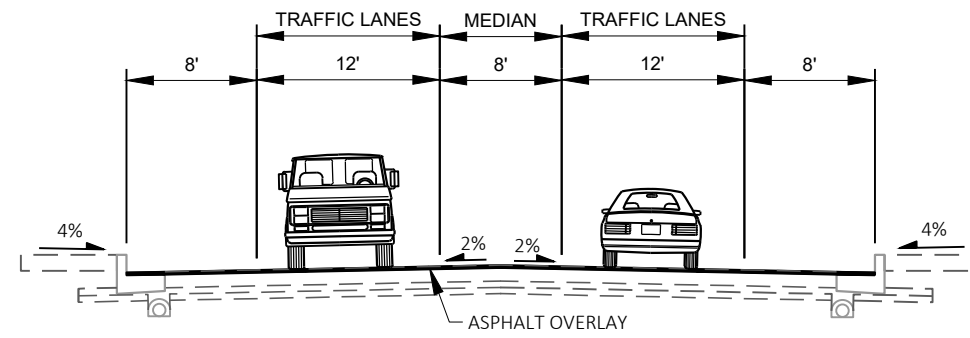 TRAFFIC LANES MEDIAN TRAFFIC LANES
8' 12' 8' 12' 8'
4% 2% 2% 4%
ASPHALT OVERLAY